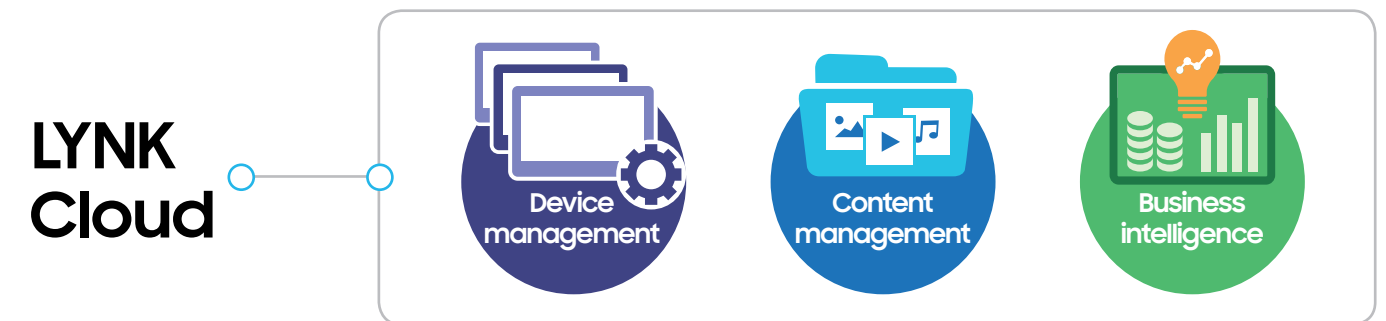 LYNK
Cloud
Device
management
Content
management
Business
intelligence